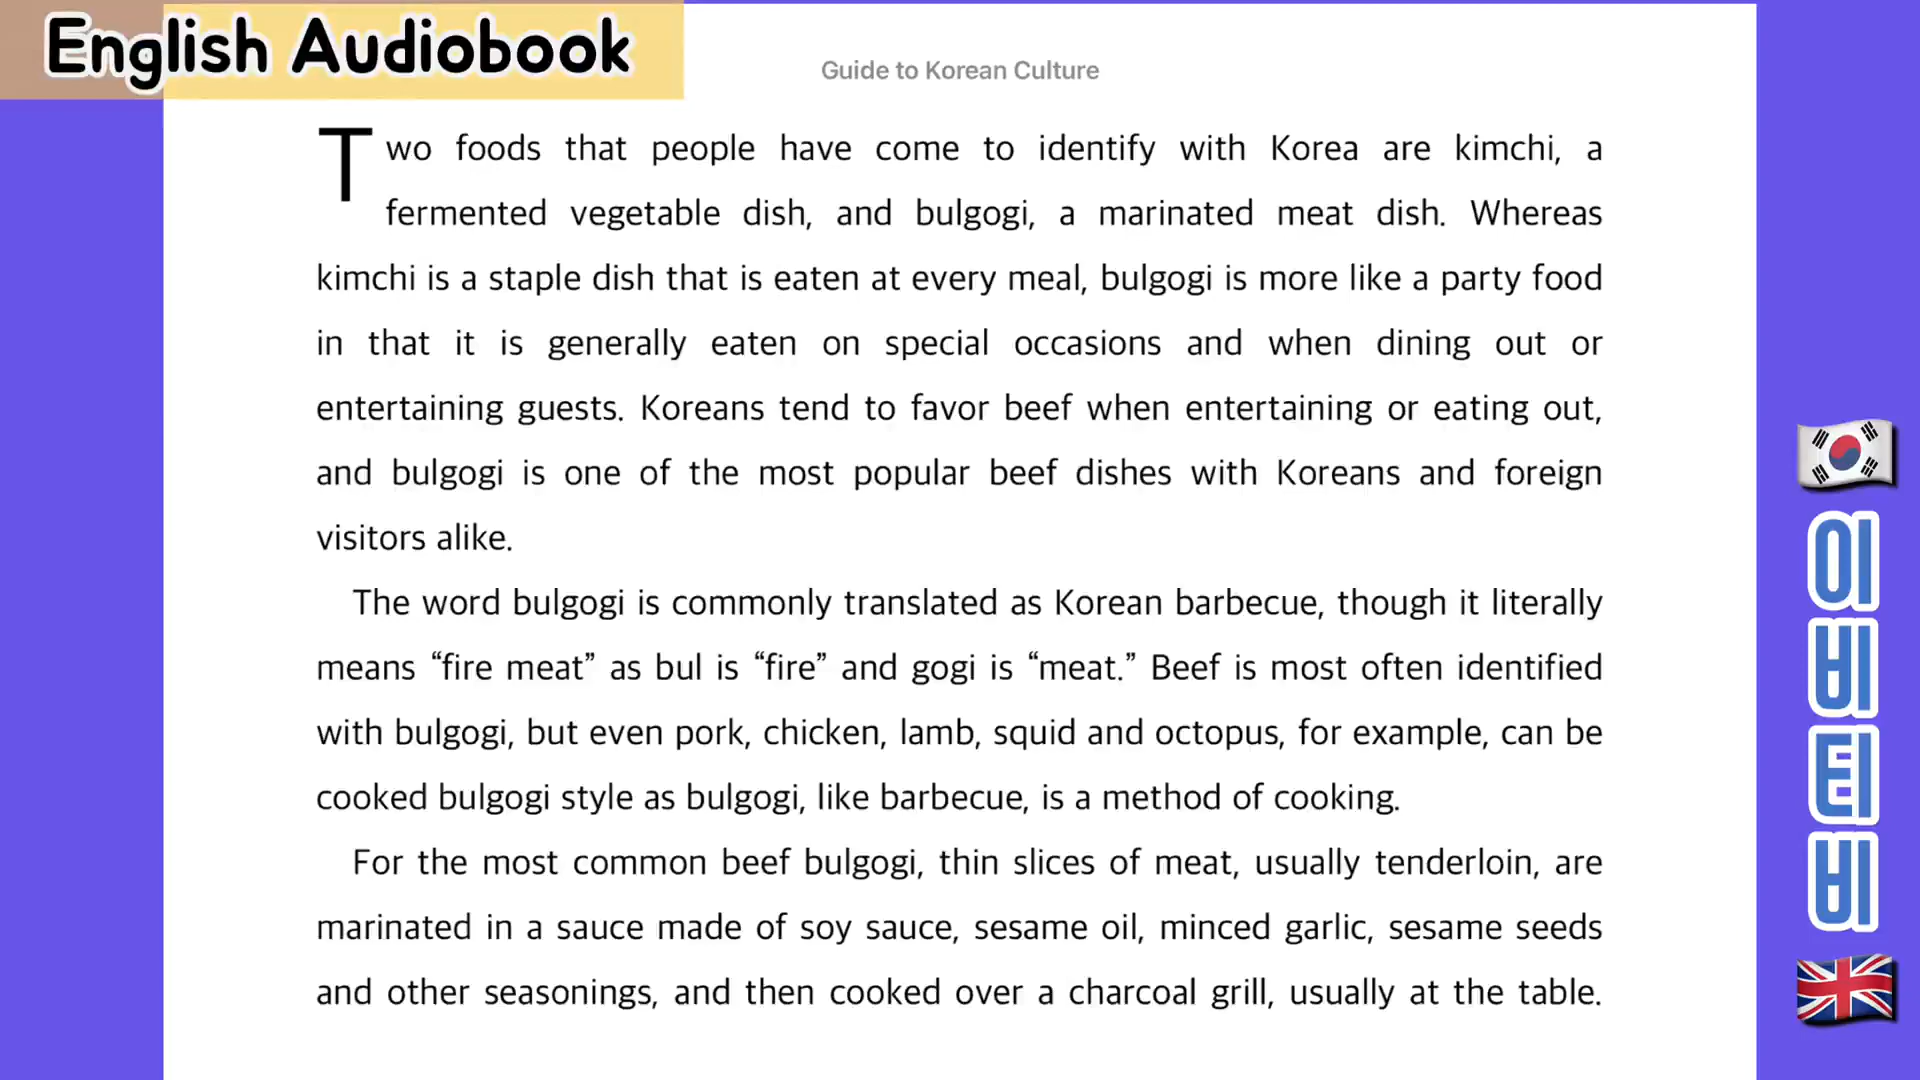 English Audiobook
Guide to Korean Culture
Two foods that people have come to identify with Korea are kimchi, a
fermented vegetable dish, and bulgogi, a marinated meat dish. Whereas
kimchi is a staple dish that is eaten at every meal, bulgogi is more like a party food
in that it is generally eaten on special occasions and when dining out or
entertaining guests. Koreans tend to favor beef when entertaining or eating out,
and bulgogi is one of the most popular beef dishes with Koreans and foreign
visitors alike.
The word bulgogi is commonly translated as Korean barbecue, though it literally
means “fire meat” as bul is “fire” and gogi is “meat.” Beef is most often identified
with bulgogi, but even pork, chicken, lamb, squid and octopus, for example, can be
cooked bulgogi style as bulgogi, like barbecue, is a method of cooking.
For the most common beef bulgogi, thin slices of meat, usually tenderloin, are
marinated in a sauce made of soy sauce, sesame oil, minced garlic, sesame seeds
and other seasonings, and then cooked over a charcoal grill, usually at the table.
이비티비